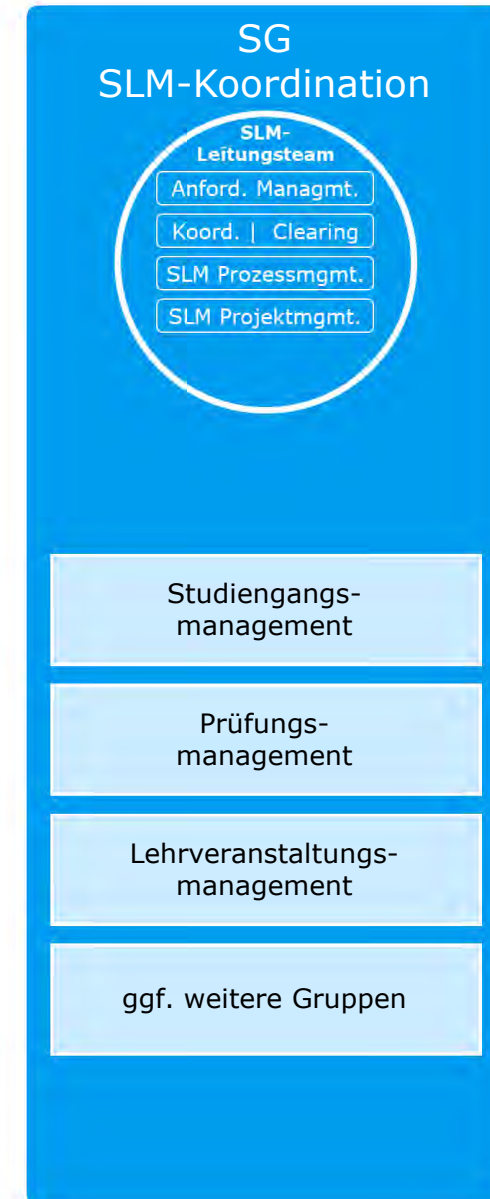 SG
SLM-Koordination
SLM-
Leitungsteam
Anford. Managmt.
Koord. | Clearing
SLM Prozessmgmt.
SLM Projektmgmt.
Studiengangs-
management
Prüfungs-
management
Lehrveranstaltungs-
management
ggf. weitere Gruppen